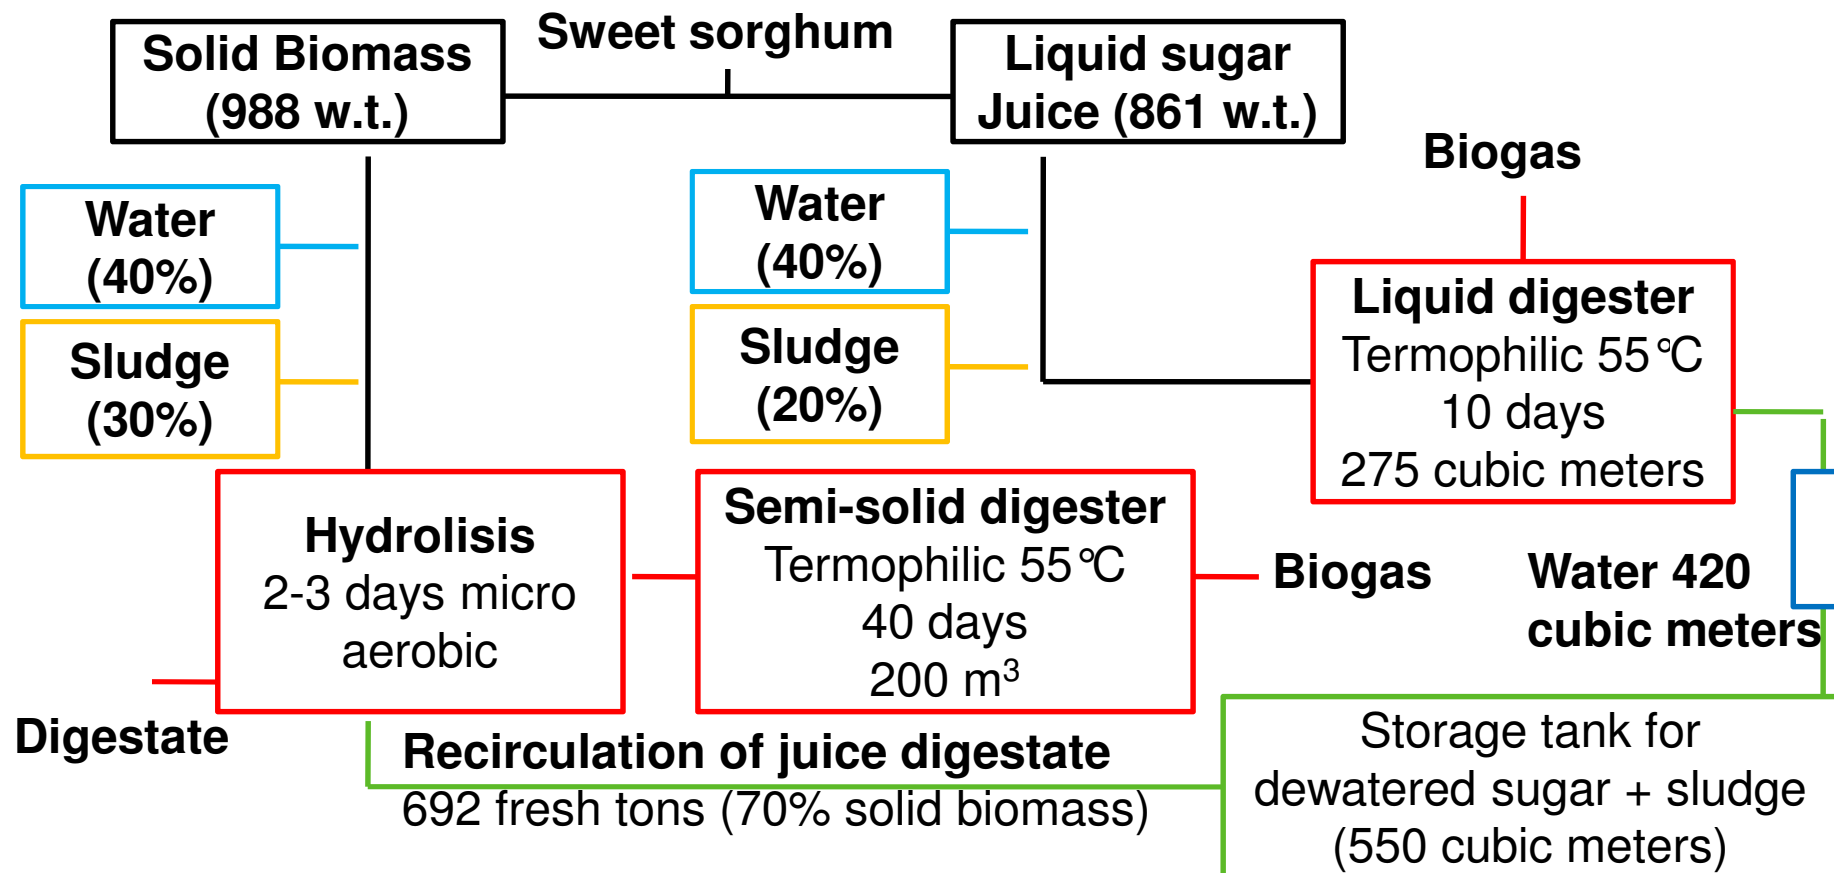 Sweet sorghum
Solid Biomass
(988 w.t.)
Liquid sugar
Juice (861 w.t.)
Biogas
Water
(40%)
Sludge
(30%)
Water
(40%)
Sludge
(20%)
Liquid digester
Termophilic 55°C
10 days
275 cubic meters
Hydrolisis
2-3 days micro
aerobic
Semi-solid digester
Termophilic 55°C
40 days
200 m³
Biogas
Water 420
cubic meters
Digestate
Recirculation of juice digestate
692 fresh tons (70% solid biomass)
Storage tank for
dewatered sugar + sludge
(550 cubic meters)